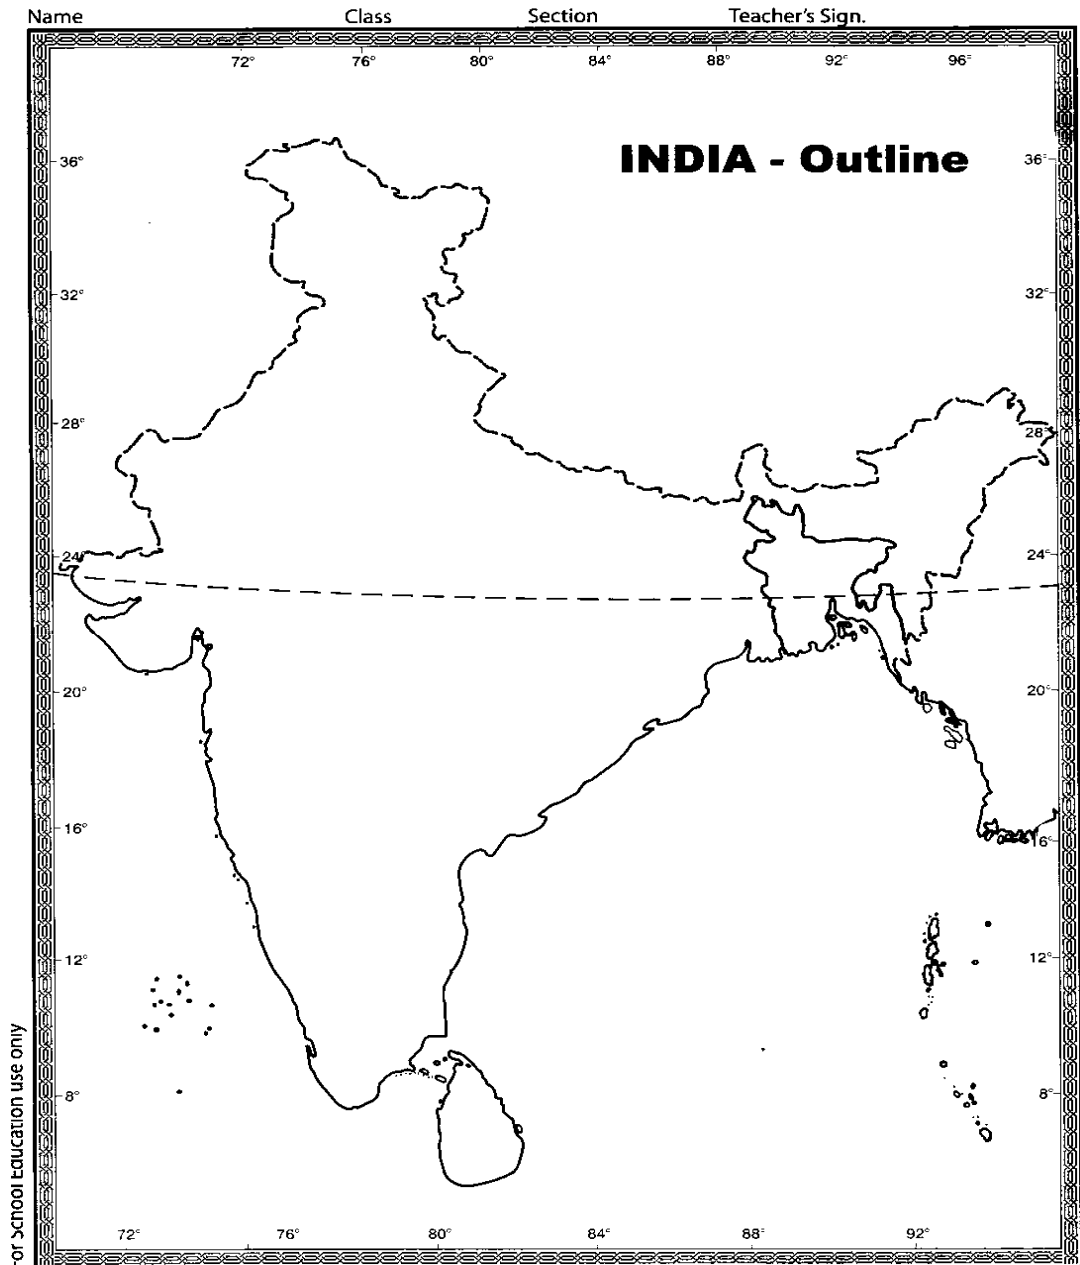 Name Class Section Teacher's Sign.
72° 76° 80° 84° 88° 92° 96°
INDIA - Outline
36° 36°
32° 32°
28° 28°
24° 24°
20° 20°
16° 16°
12° 12°
8° 8°
72° 76° 80° 84° 88° 92°
or School Education use only